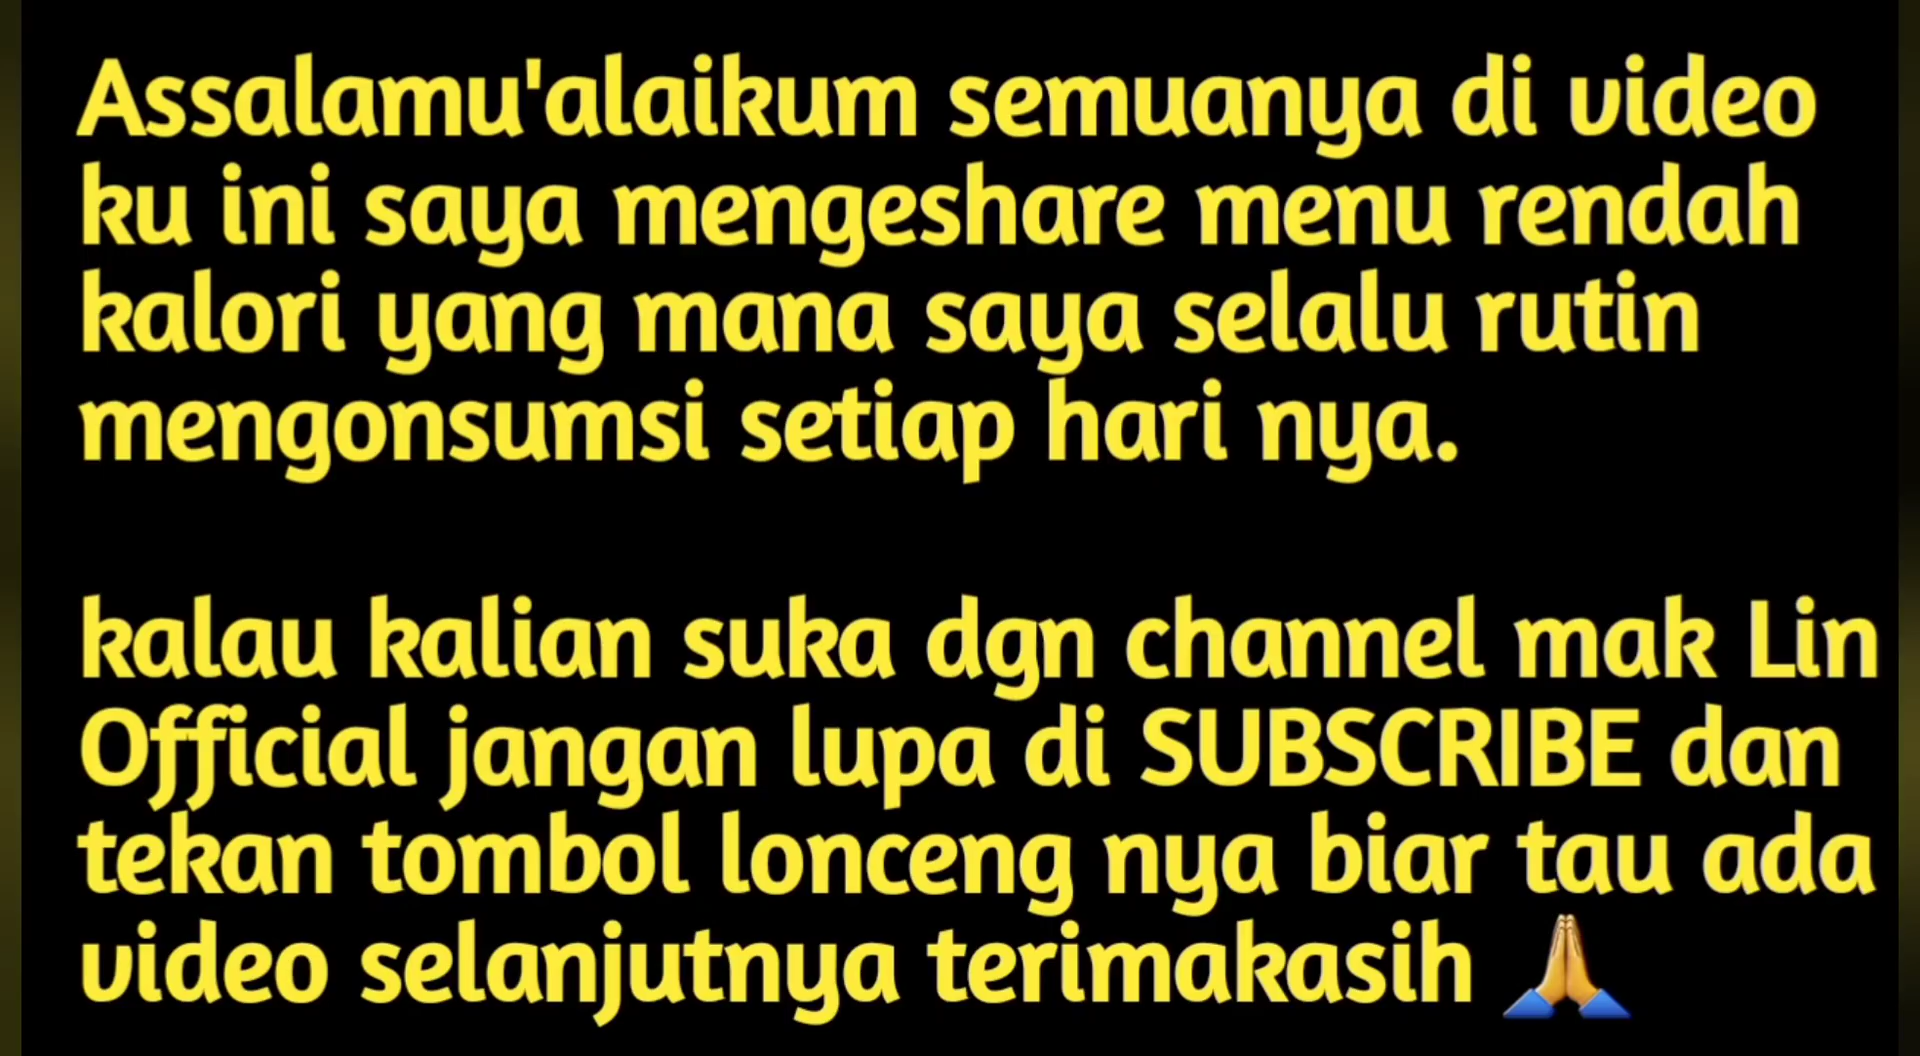 Assalamu'alaikum semuanya di video
ku ini saya mengeshare menu rendah
kalori yang mana saya selalu rutin
mengonsumsi setiap hari nya.
kalau kalian suka dgn channel mak Lin
Official jangan lupa di SUBSCRIBE dan
tekan tombol lonceng nya biar tau ada
video selanjutnya terimakasih 🙏